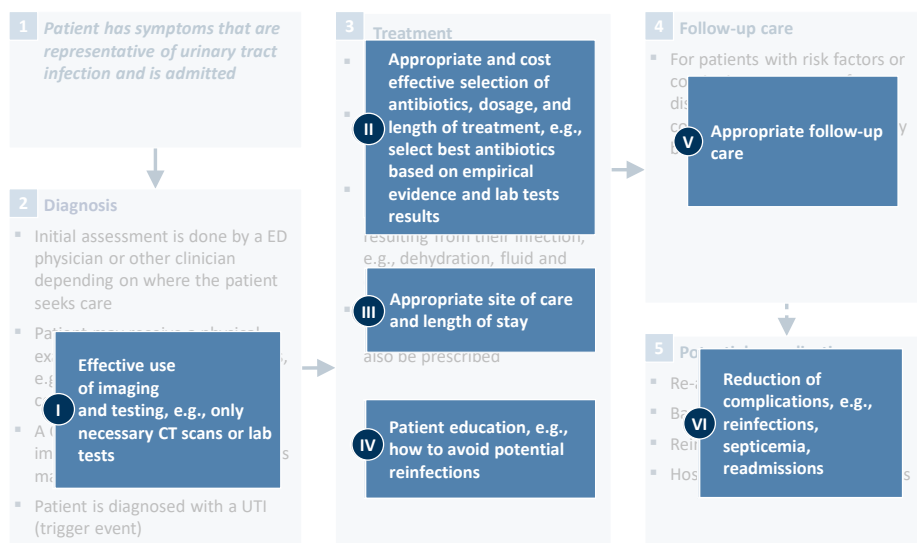 1
Patient has symptoms that are
representative of urinary tract
infection and is admitted
2
Diagnosis
Initial assessment is done by a ED
physician or other clinician
depending on where the patient
seeks care
I
Effective use
of imaging
and testing, e.g., only
necessary CT scans or lab
tests
Patient is diagnosed with a UTI
(trigger event)
3
Treatment
II
Appropriate and cost
effective selection of
antibiotics, dosage, and
length of treatment, e.g.,
select best antibiotics
based on empirical
evidence and lab tests
results
resulting from their infection,
e.g., dehydration, fluid and
III
Appropriate site of care
and length of stay
also be prescribed
IV
Patient education, e.g.,
how to avoid potential
reinfections
4
Follow-up care
For patients with risk factors or
V
Appropriate follow-up
care
5
VI
Reduction of
complications, e.g.,
reinfections,
septicemia,
readmissions